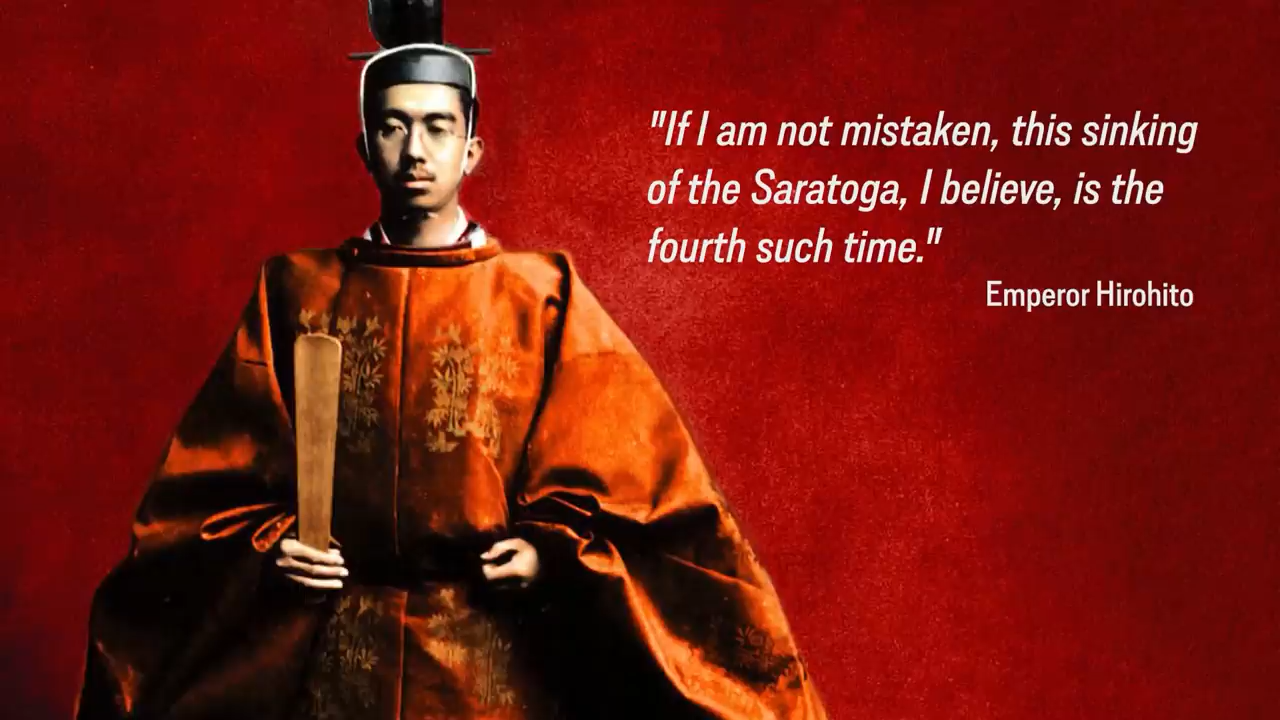 "If I am not mistaken, this sinking
of the Saratoga, I believe, is the
fourth such time."
Emperor Hirohito